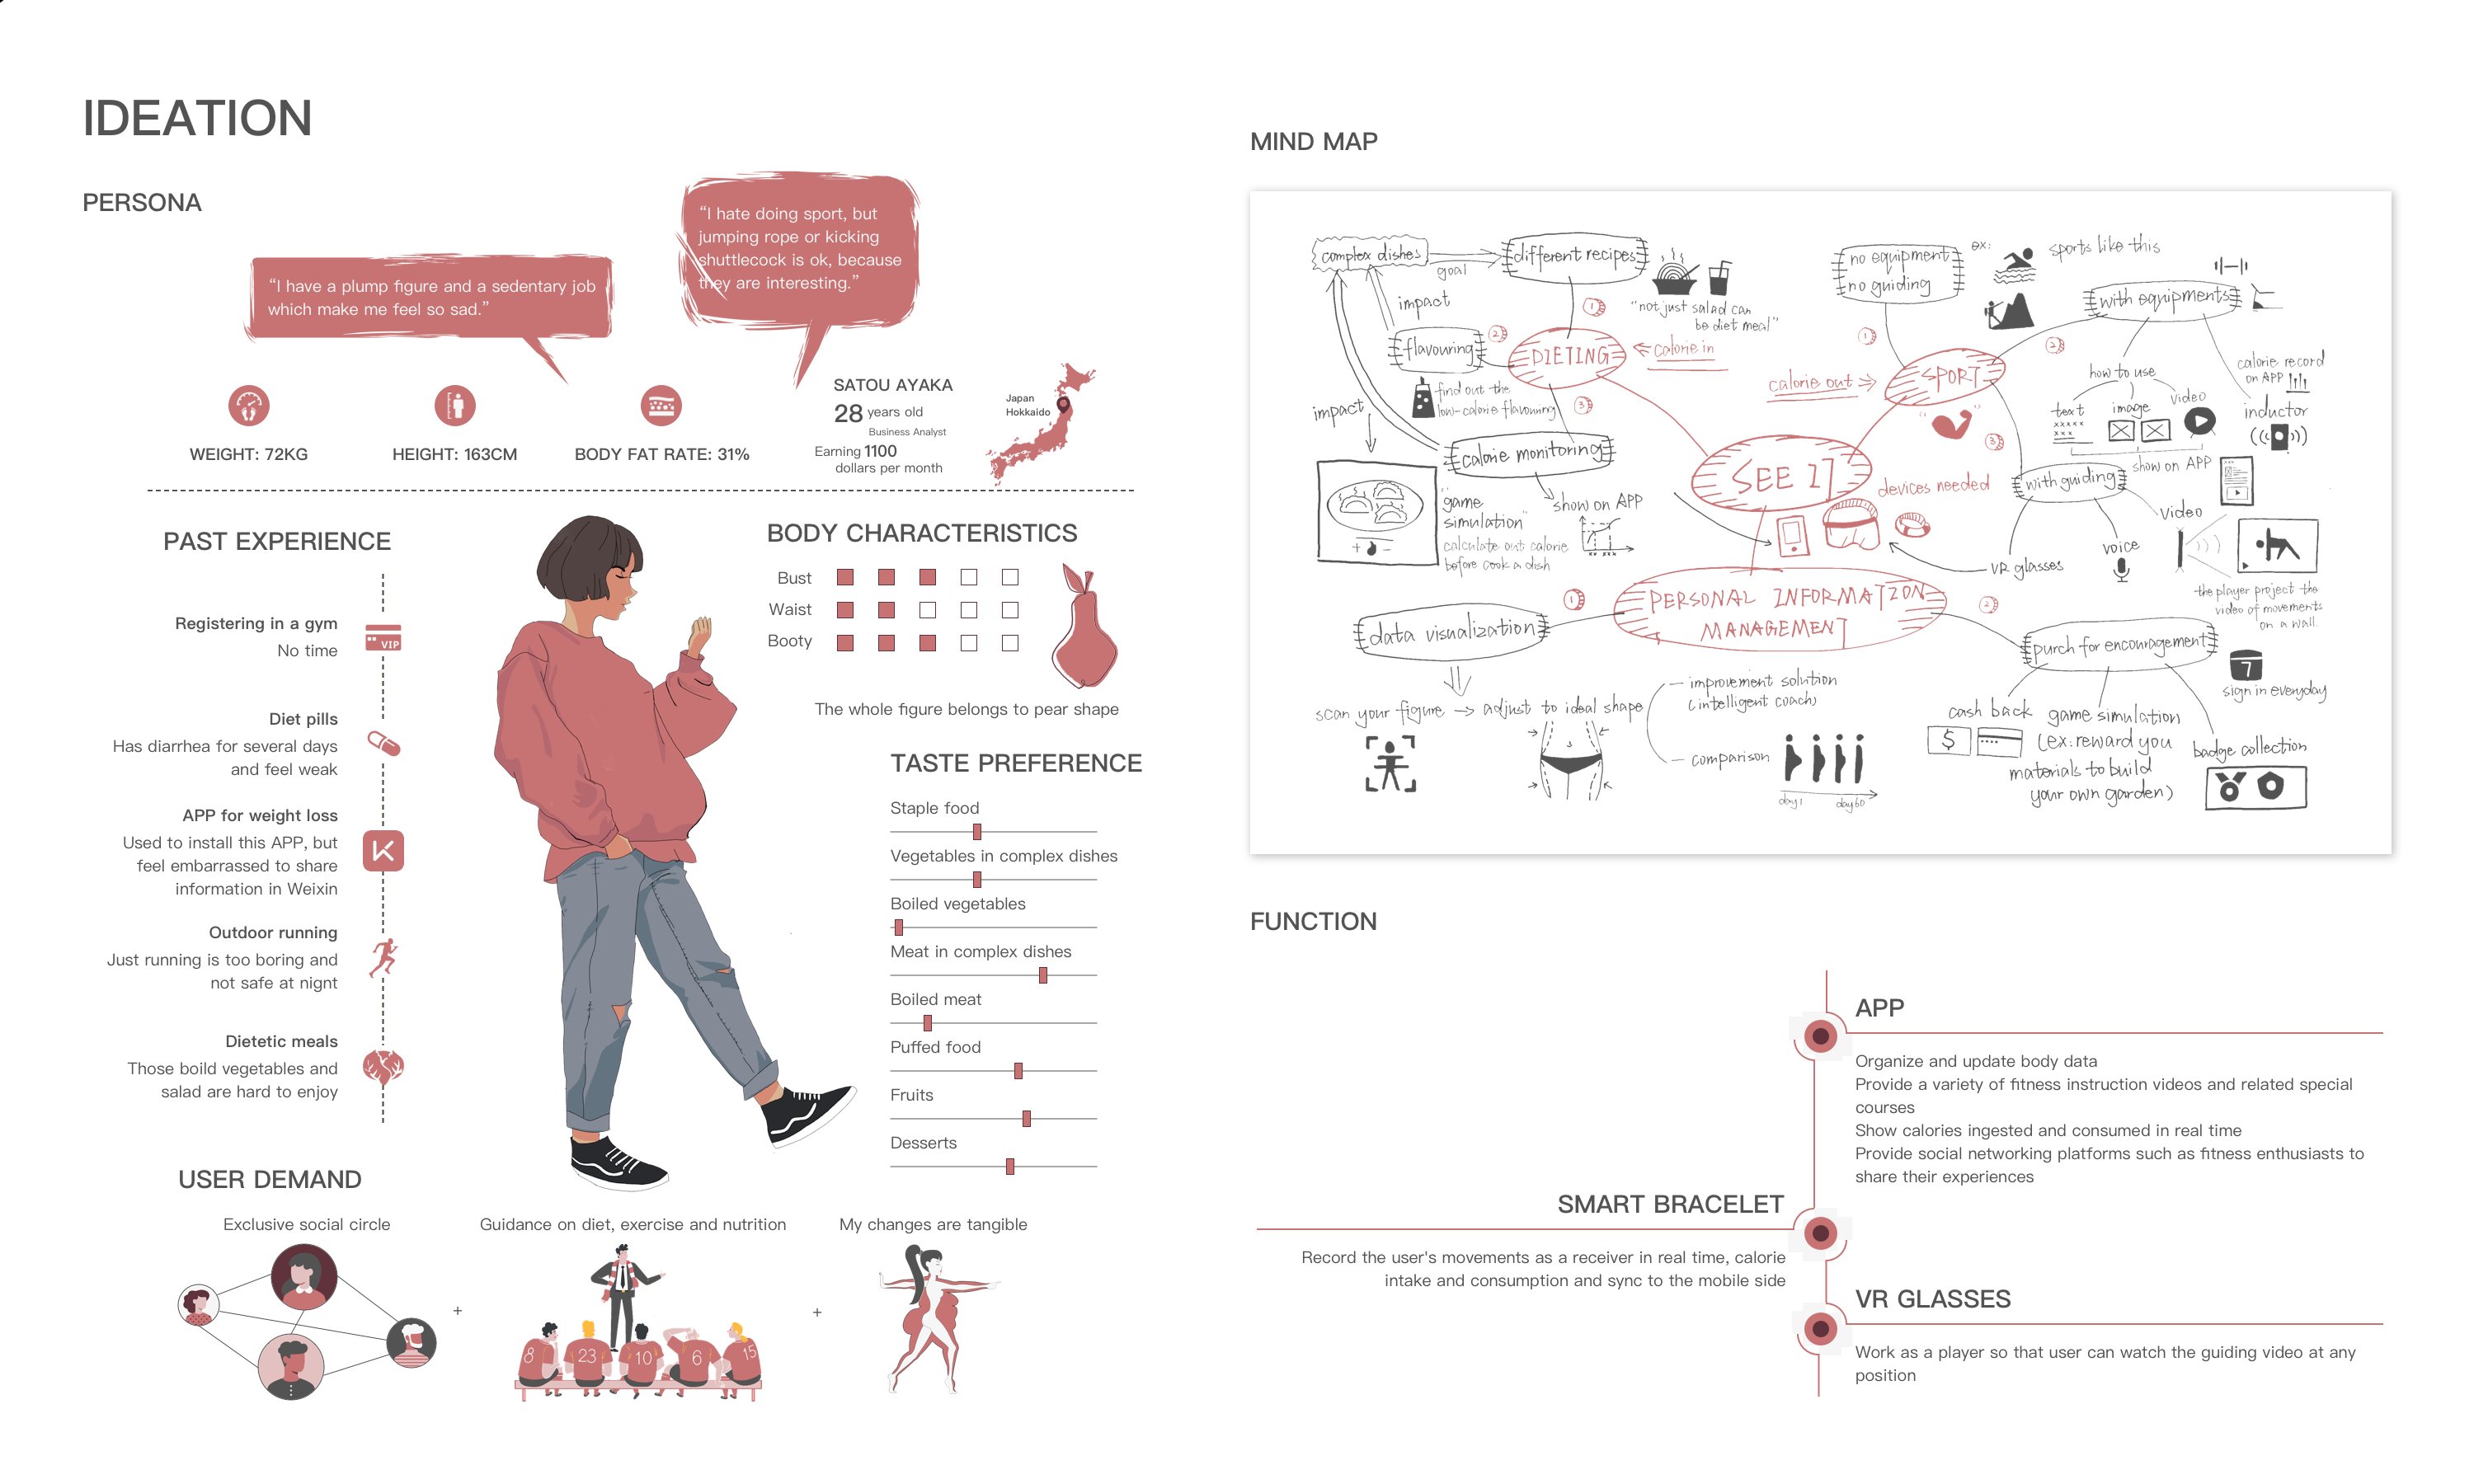 IDEATION
PERSONA
“I have a plump figure and a sedentary job
which make me feel so sad.”
“I hate doing sport, but
jumping rope or kicking
shuttlecock is ok, because
they are interesting.”
WEIGHT: 72KG
HEIGHT: 163CM
BODY FAT RATE: 31%
SATOU AYAKA
28 years old
Business Analyst
Earning 1100
dollars per month
Japan
Hokkaido
PAST EXPERIENCE
Registering in a gym
No time
VIP
Diet pills
Has diarrhea for several days
and feel weak
APP for weight loss
Used to install this APP, but
feel embarrassed to share
information in Weixin
K
Outdoor running
Just running is too boring and
not safe at nignt
Dietetic meals
Those boild vegetables and
salad are hard to enjoy
BODY CHARACTERISTICS
Bust
Waist
Booty
The whole figure belongs to pear shape
TASTE PREFERENCE
Staple food
Vegetables in complex dishes
Boiled vegetables
Meat in complex dishes
Boiled meat
Puffed food
Fruits
Desserts
USER DEMAND
Exclusive social circle
+
Guidance on diet, exercise and nutrition
8 23 10 6 15
+
My changes are tangible
MIND MAP
complex dishes
goal
different recipes
"not just salad can
be diet meal"
impact
flavouring
2
1
DIETING
calorie in
find out the
low-calorie flavouring
3
impact
calorie monitoring
"game
simulation"
calculate out calorie
before cook a dish
show on APP
no equipment
no guiding
ex:
sports like this
with equipments
1
2
calorie out
SPORT
3
how to use
text
xxxxx
xxx
image
video
show on APP
calorie record
on APP
inductor
with guiding
video
voice
VR glasses
the player project the
video of movements
on a wall.
SEE IT
devices needed
PERSONAL INFORMATION
MANAGEMENT
1
2
data visualization
scan your figure
adjust to ideal shape
improvement solution
(intelligent coach)
comparison
day1
day60
purch for encouragement
7
sign in everyday
cash back
$
game simulation
(ex: reward you
materials to build
your own garden)
badge collection
FUNCTION
APP
Organize and update body data
Provide a variety of fitness instruction videos and related special
courses
Show calories ingested and consumed in real time
Provide social networking platforms such as fitness enthusiasts to
share their experiences
SMART BRACELET
Record the user's movements as a receiver in real time, calorie
intake and consumption and sync to the mobile side
VR GLASSES
Work as a player so that user can watch the guiding video at any
position